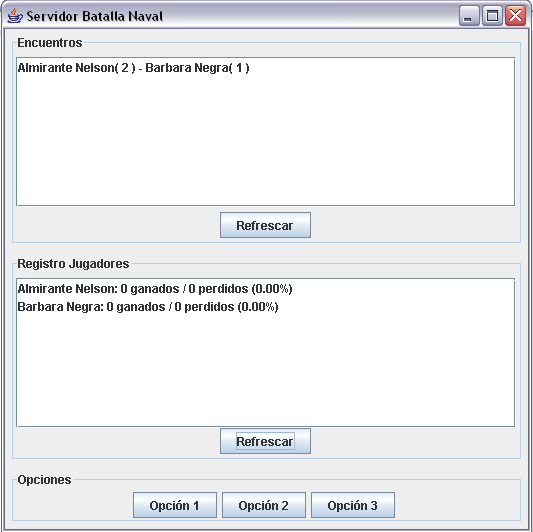 Servidor Batalla Naval
Encuentros
Almirante Nelson( 2 ) - Barbara Negra( 1 )
Refrescar
Registro Jugadores
Almirante Nelson: 0 ganados / 0 perdidos (0.00%)
Barbara Negra: 0 ganados / 0 perdidos (0.00%)
Refrescar
Opciones
Opción 1 Opción 2 Opción 3